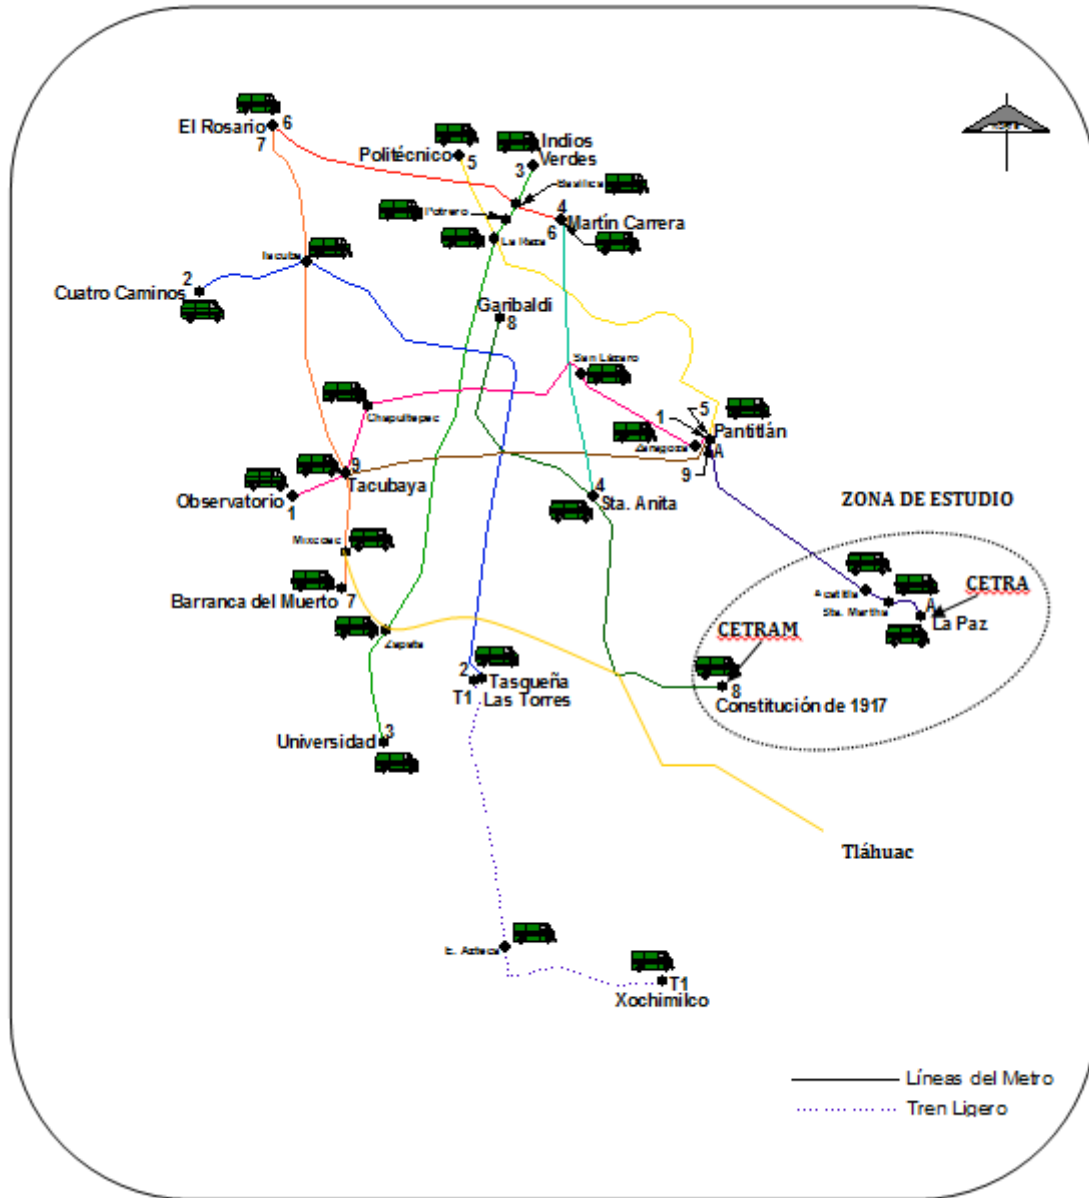 El Rosario
6
7
Politécnico
5
Indios
Verdes
3
Basílica
Potrero
4
Martín Carrera
6
La Raza
Tacuba
2
Cuatro Caminos
Garibaldi
8
San Lázaro
Chapultepec
1
5
Pantitlán
Zaragoza
A
9
9
Tacubaya
Observatorio
1
4
Sta. Anita
ZONA DE ESTUDIO
Mixcoac
Barranca del Muerto
7
Acatitla
Sta. Martha
CETRA
A
La Paz
CETRAM
Zapata
8
Constitución de 1917
2
Tasqueña
T1
Las Torres
3
Universidad
Tláhuac
E. Azteca
T1
Xochimilco
Líneas del Metro
Tren Ligero